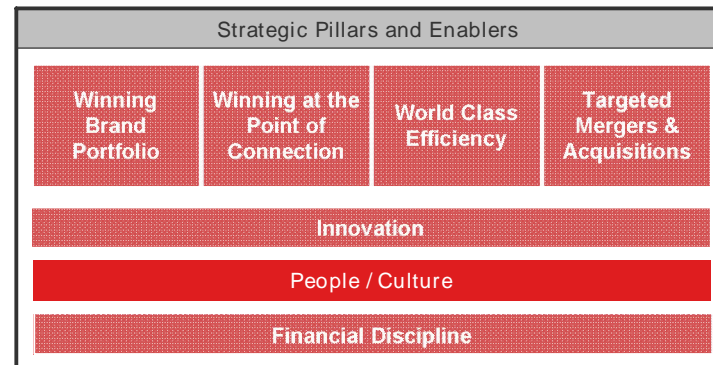 Strategic Pillars and Enablers
Winning
Brand
Portfolio
Winning at the
Point of
Connection
World Class
Efficiency
Targeted
Mergers &
Acquisitions
Innovation
People / Culture
Financial Discipline